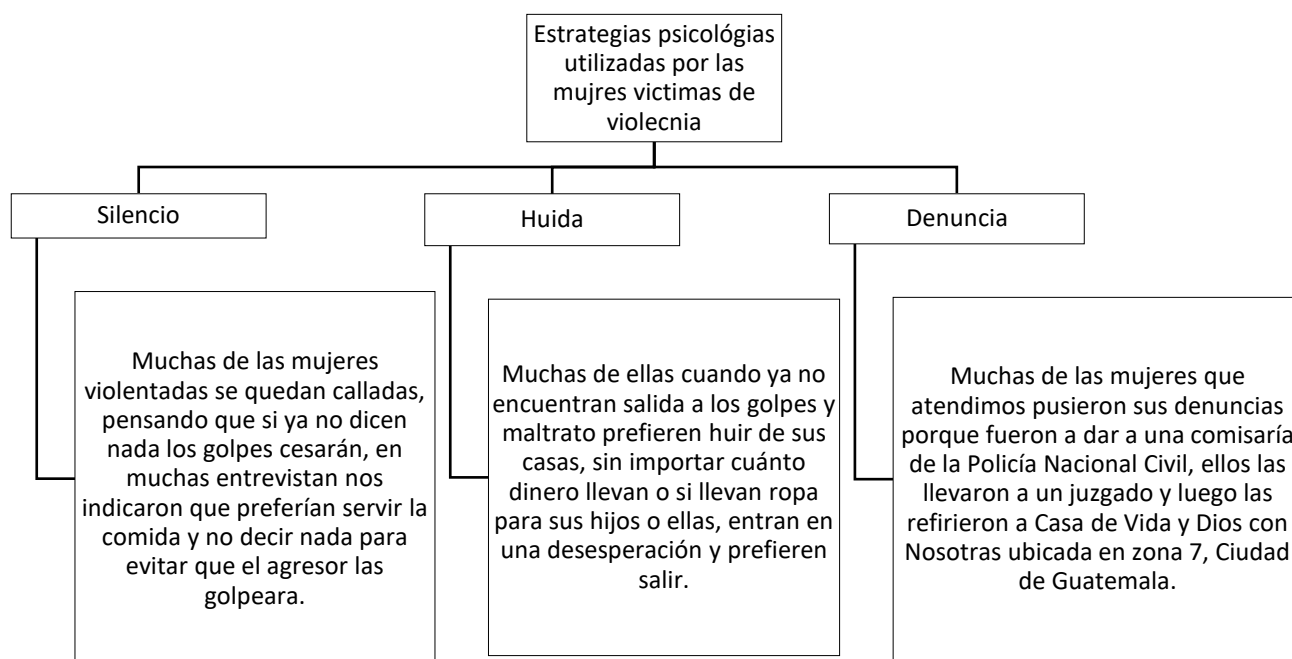 Estrategias psicológias
utilizadas por las
mujres victimas de
violecnia
Silencio
Huida
Denuncia
Muchas de las mujeres
violentadas se quedan calladas,
pensando que si ya no dicen
nada los golpes cesarán, en
muchas entrevistan nos
indicaron que preferían servir la
comida y no decir nada para
evitar que el agresor las
golpeara.
Muchas de ellas cuando ya no
encuentran salida a los golpes y
maltrato prefieren huir de sus
casas, sin importar cuánto
dinero llevan o si llevan ropa
para sus hijos o ellas, entran en
una desesperación y prefieren
salir.
Muchas de las mujeres que
atendimos pusieron sus denuncias
porque fueron a dar a una comisaría
de la Policía Nacional Civil, ellos las
llevaron a un juzgado y luego las
refirieron a Casa de Vida y Dios con
Nosotras ubicada en zona 7, Ciudad
de Guatemala.